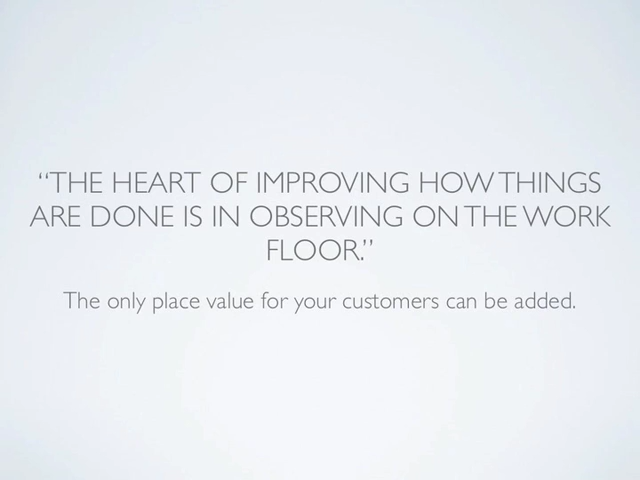 “THE HEART OF IMPROVING HOW THINGS
ARE DONE IS IN OBSERVING ON THE WORK
FLOOR.”
The only place value for your customers can be added.